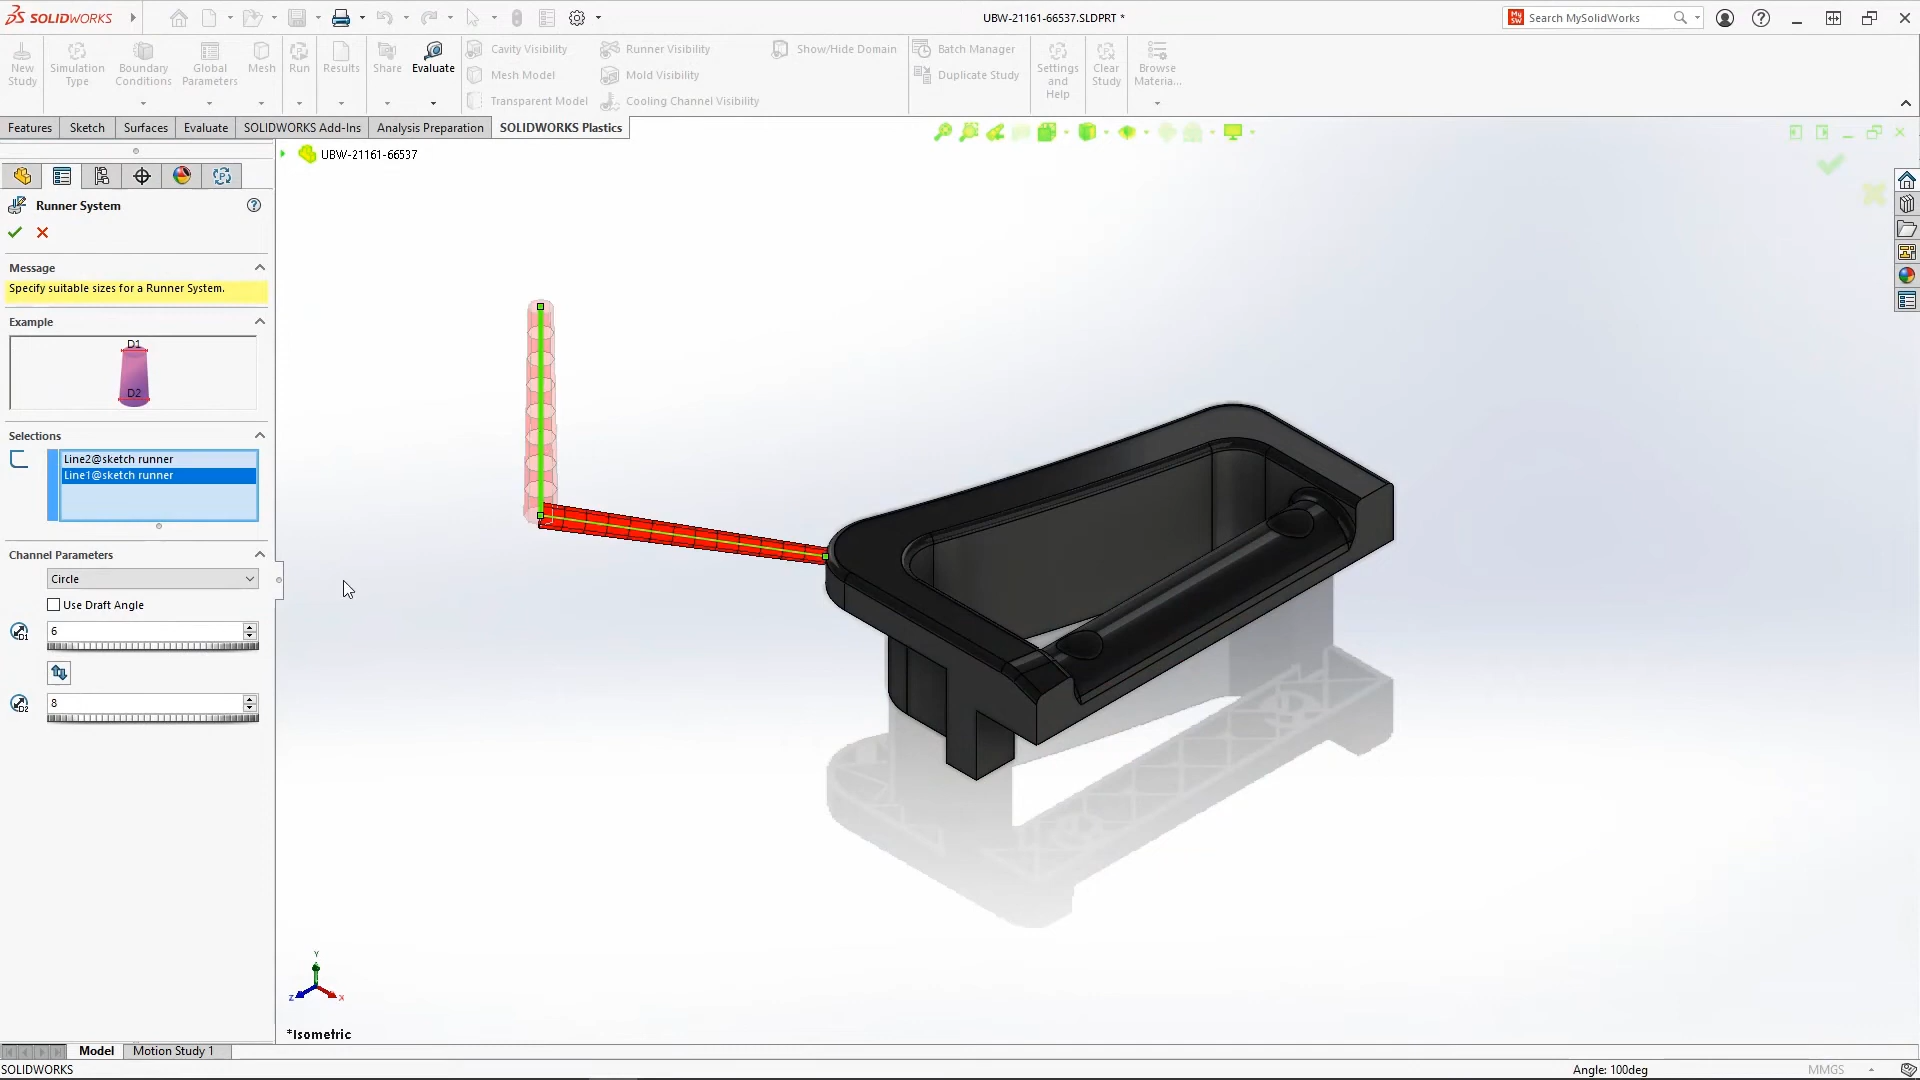 SOLIDWORKS
UBW-21161-66537.SLDPRT *
Search MySolidWorks
New Study
Simulation Type
Boundary Conditions
Global Parameters
Mesh
Run
Results
Share
Evaluate
Cavity Visibility
Mesh Model
Transparent Model
Runner Visibility
Mold Visibility
Cooling Channel Visibility
Show/Hide Domain
Batch Manager
Duplicate Study
Settings and Help
Clear Study
Browse Materia...
Features
Sketch
Surfaces
Evaluate
SOLIDWORKS Add-Ins
Analysis Preparation
SOLIDWORKS Plastics
UBW-21161-66537
Runner System
Message
Specify suitable sizes for a Runner System.
Example
D1
D2
Selections
Line2@sketch runner
Line1@sketch runner
Channel Parameters
Circle
Use Draft Angle
D1
6
D2
8
Y
Z
X
*Isometric
Model
Motion Study 1
SOLIDWORKS
Angle: 100deg
MMGS